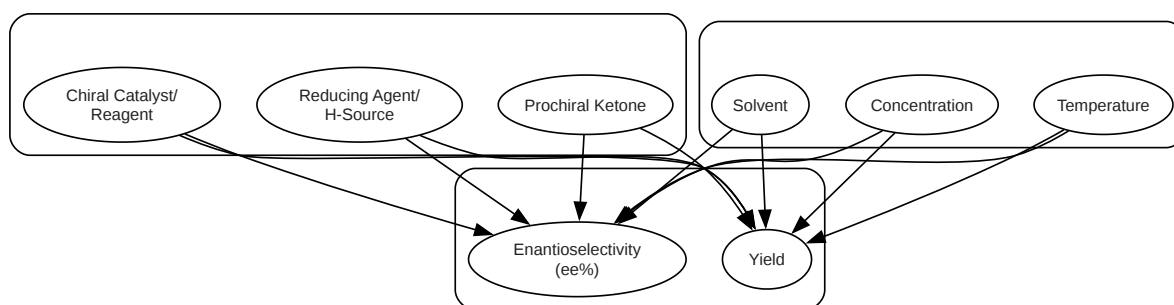 Chiral Catalyst/
Reagent
Reducing Agent/
H-Source
Prochiral Ketone
Solvent
Concentration
Temperature
Enantioselectivity
(ee%)
Yield